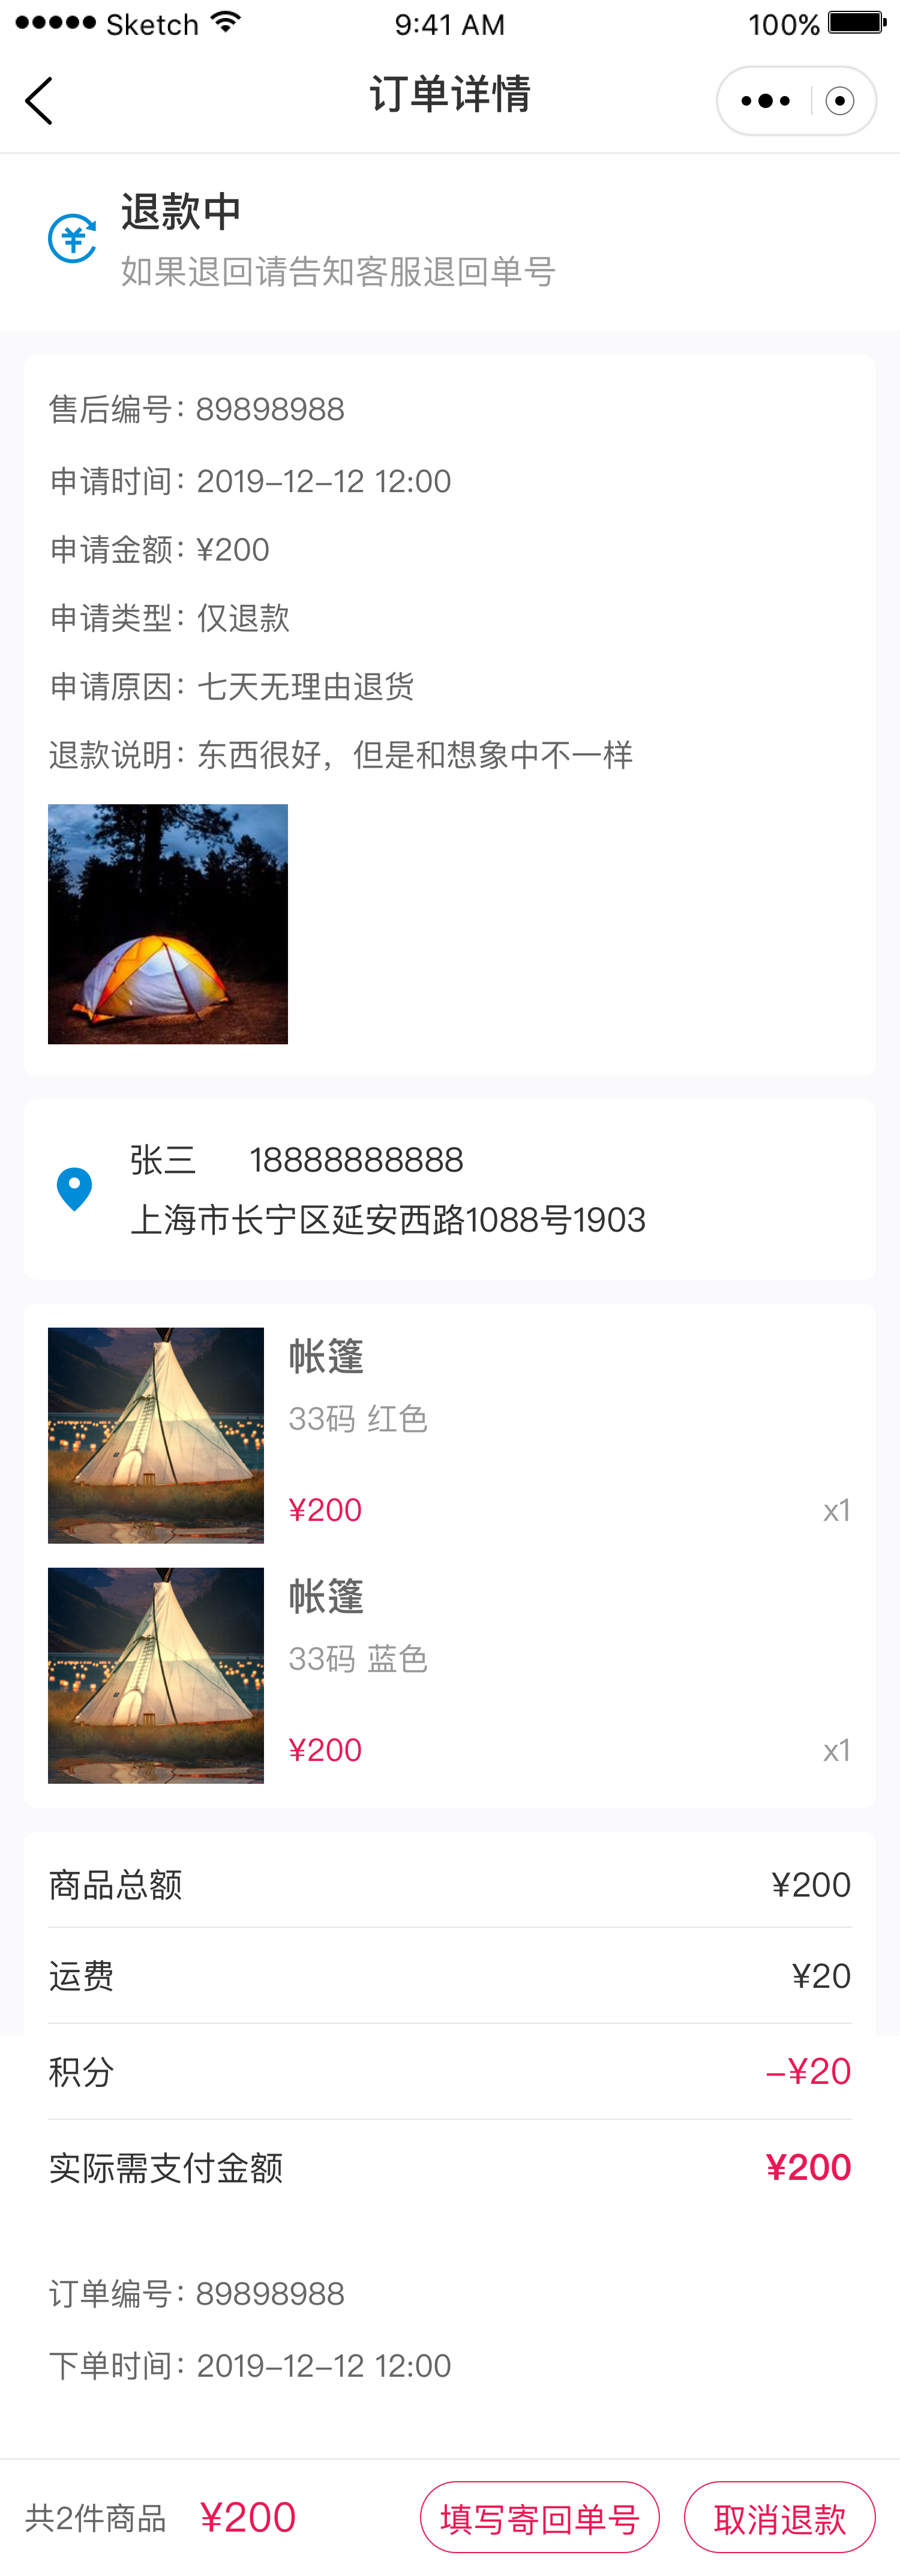 Sketch 9:41 AM 100%
订单详情
退款中
如果退回请告知客服退回单号
售后编号：89898988
申请时间：2019-12-12 12:00
申请金额：¥200
申请类型：仅退款
申请原因：七天无理由退货
退款说明：东西很好，但是和想象中不一样
张三 18888888888
上海市长宁区延安西路1088号1903
帐篷
33码 红色
¥200 x1
帐篷
33码 蓝色
¥200 x1
商品总额 ¥200
运费 ¥20
积分 -¥20
实际需支付金额 ¥200
订单编号：89898988
下单时间：2019-12-12 12:00
共2件商品 ¥200 填写寄回单号 取消退款